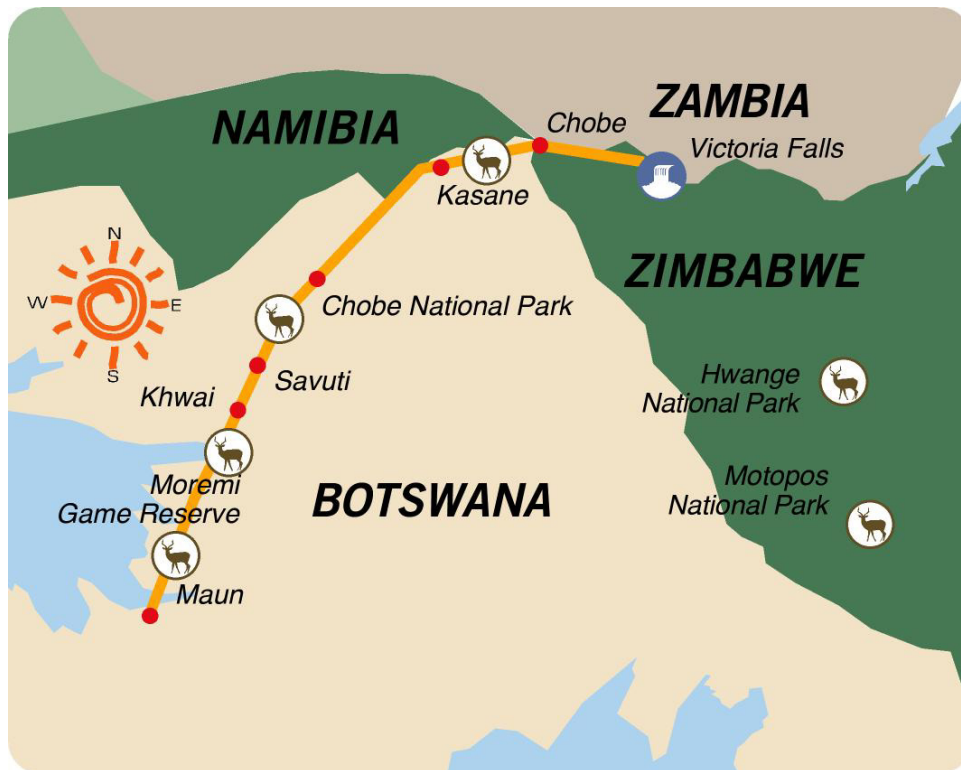 ZAMBIA
NAMIBIA
Chobe
Victoria Falls
Kasane
N
W
E
S
ZIMBABWE
Chobe National Park
Hwange
National Park
Savuti
Khwai
Moremi
Game Reserve
BOTSWANA
Motopos
National Park
Maun